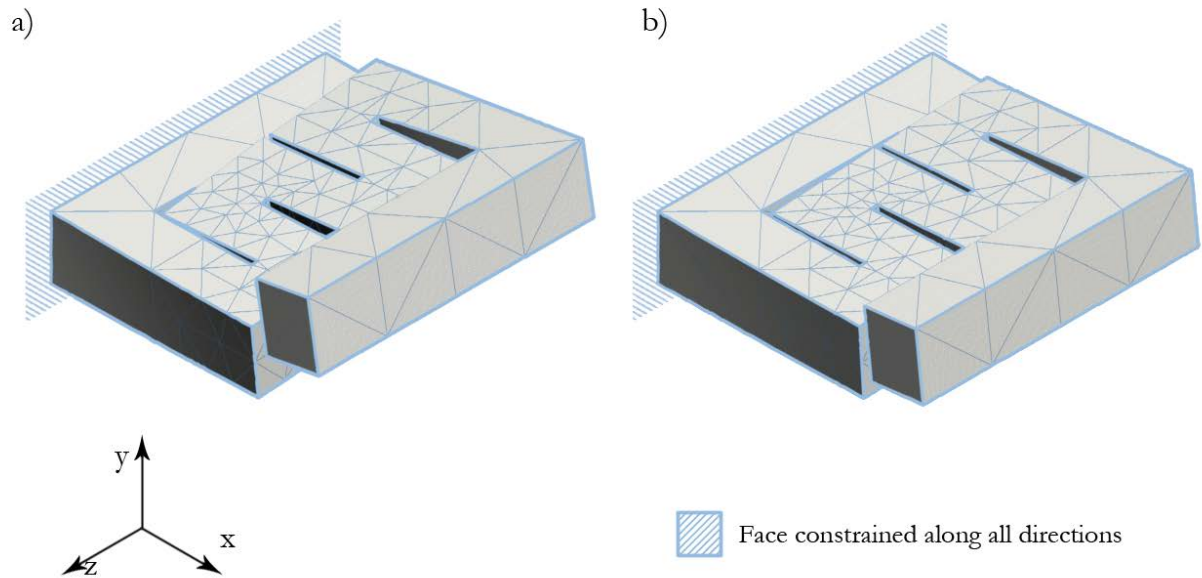 a)
b)
y
x
z
Face constrained along all directions